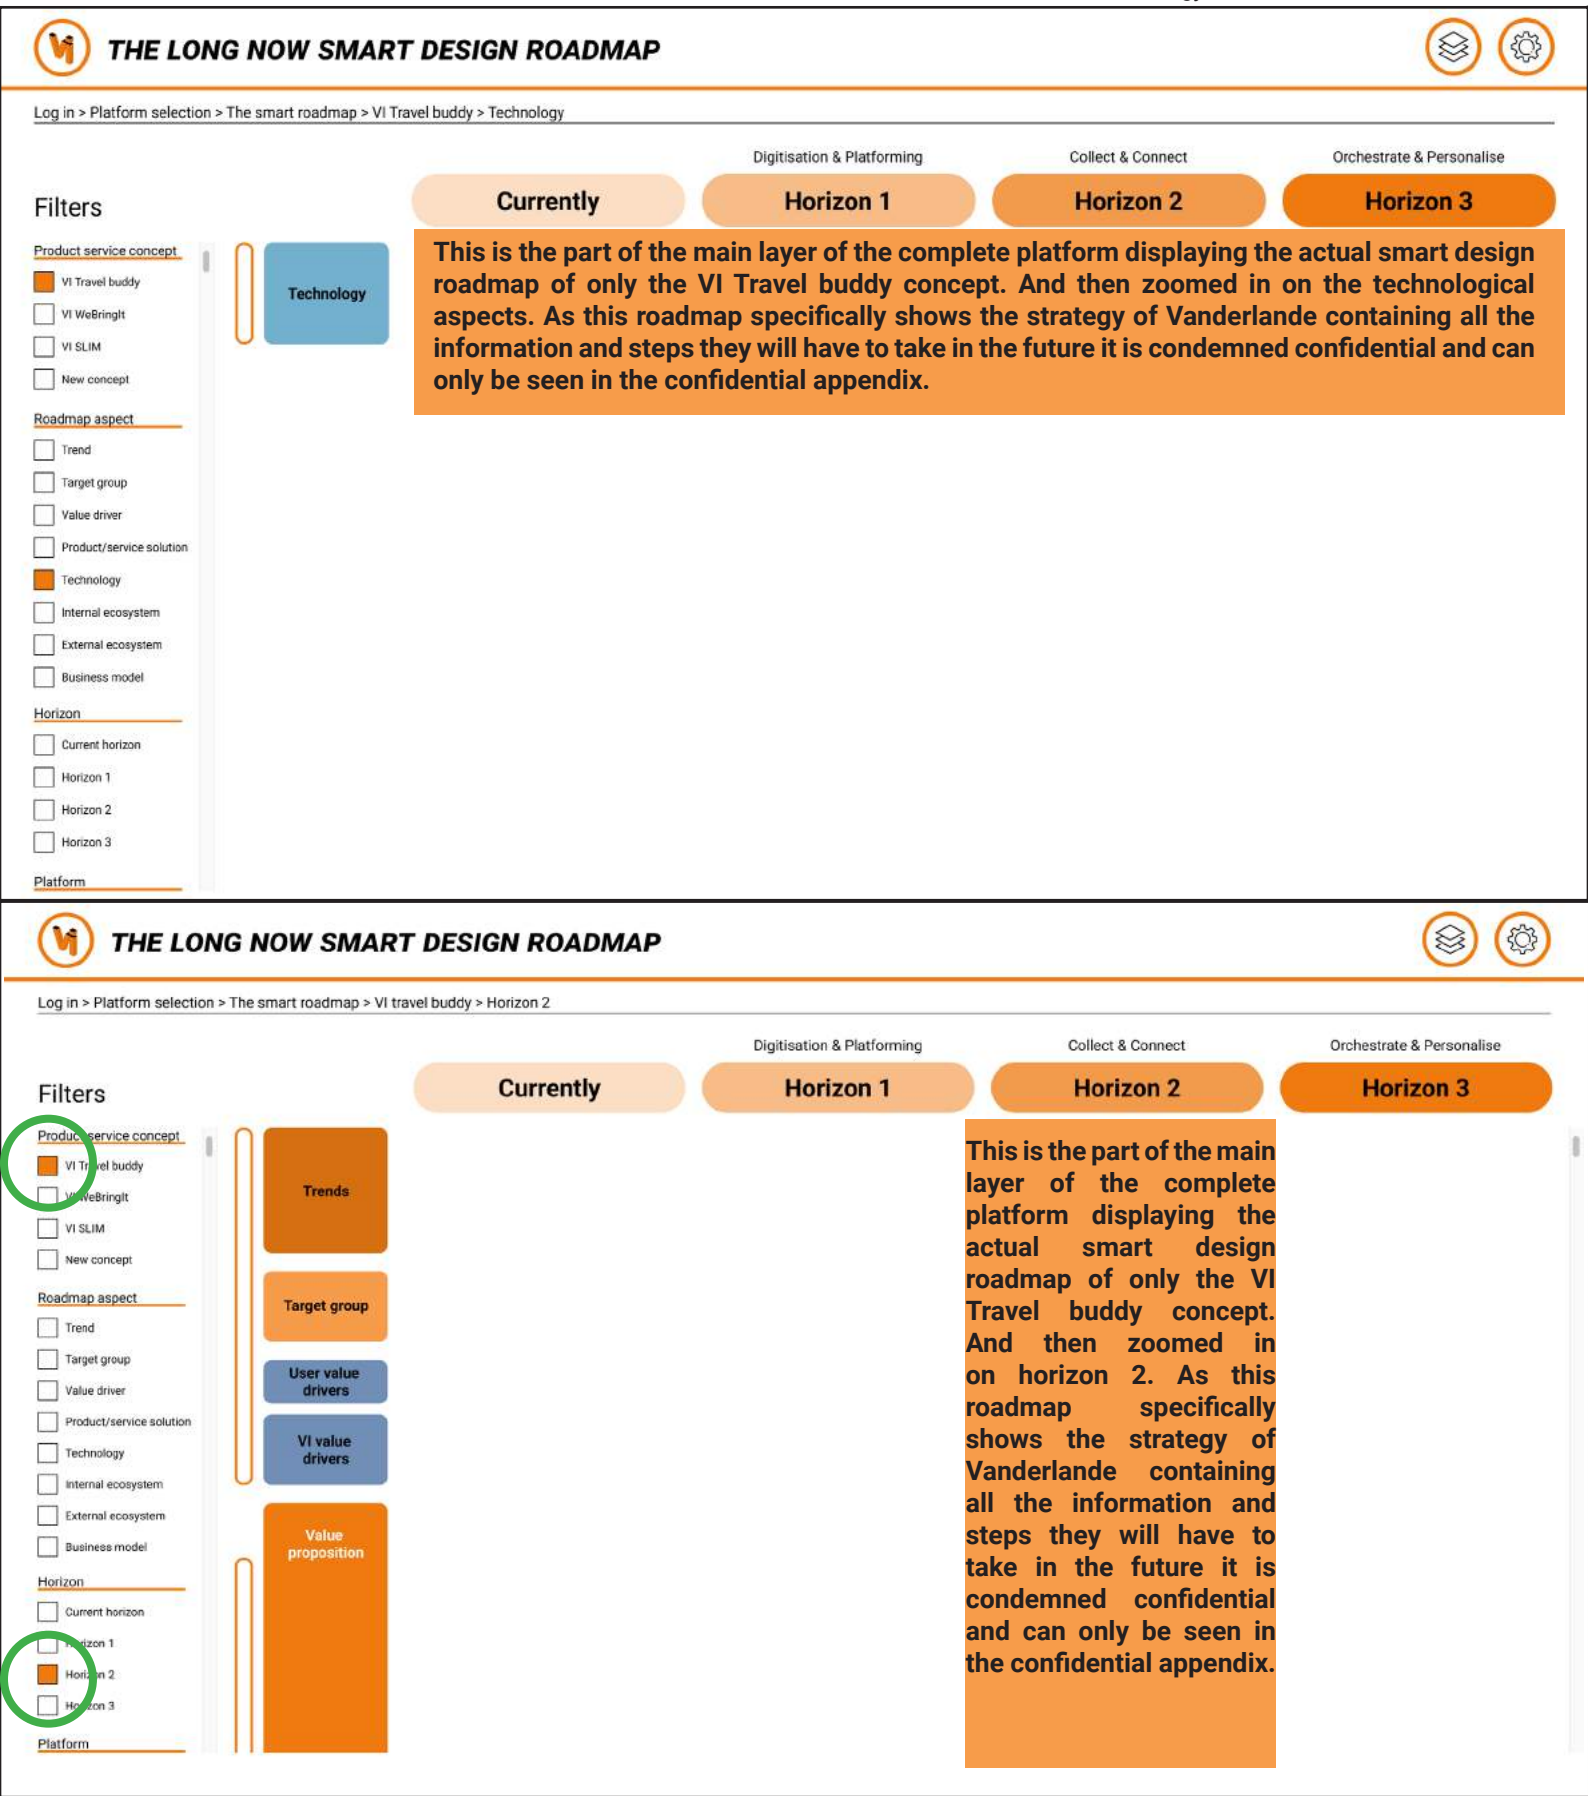 THE LONG NOW SMART DESIGN ROADMAP
Log in > Platform selection > The smart roadmap > VI Travel buddy > Technology
Digitisation & Platforming
Collect & Connect
Orchestrate & Personalise
Filters
Currently
Horizon 1
Horizon 2
Horizon 3
Product service concept
VI Travel buddy
VI WeBringIt
VI SLIM
New concept
Roadmap aspect
Trend
Target group
Value driver
Product/service solution
Technology
Internal ecosystem
External ecosystem
Business model
Horizon
Current horizon
Horizon 1
Horizon 2
Horizon 3
Platform
Technology
This is the part of the main layer of the complete platform displaying the actual smart design
roadmap of only the VI Travel buddy concept. And then zoomed in on the technological
aspects. As this roadmap specifically shows the strategy of Vanderlande containing all the
information and steps they will have to take in the future it is condemned confidential and can
only be seen in the confidential appendix.
THE LONG NOW SMART DESIGN ROADMAP
Log in > Platform selection > The smart roadmap > VI travel buddy > Horizon 2
Digitisation & Platforming
Collect & Connect
Orchestrate & Personalise
Filters
Currently
Horizon 1
Horizon 2
Horizon 3
Product service concept
VI Travel buddy
VI WeBringIt
VI SLIM
New concept
Roadmap aspect
Trend
Target group
Value driver
Product/service solution
Technology
Internal ecosystem
External ecosystem
Business model
Horizon
Current horizon
Horizon 1
Horizon 2
Horizon 3
Platform
Trends
Target group
User value
drivers
VI value
drivers
Value
proposition
This is the part of the main
layer of the complete
platform displaying the
actual smart design
roadmap of only the VI
Travel buddy concept.
And then zoomed in
on horizon 2. As this
roadmap specifically
shows the strategy of
Vanderlande containing
all the information and
steps they will have to
take in the future it is
condemned confidential
and can only be seen in
the confidential appendix.